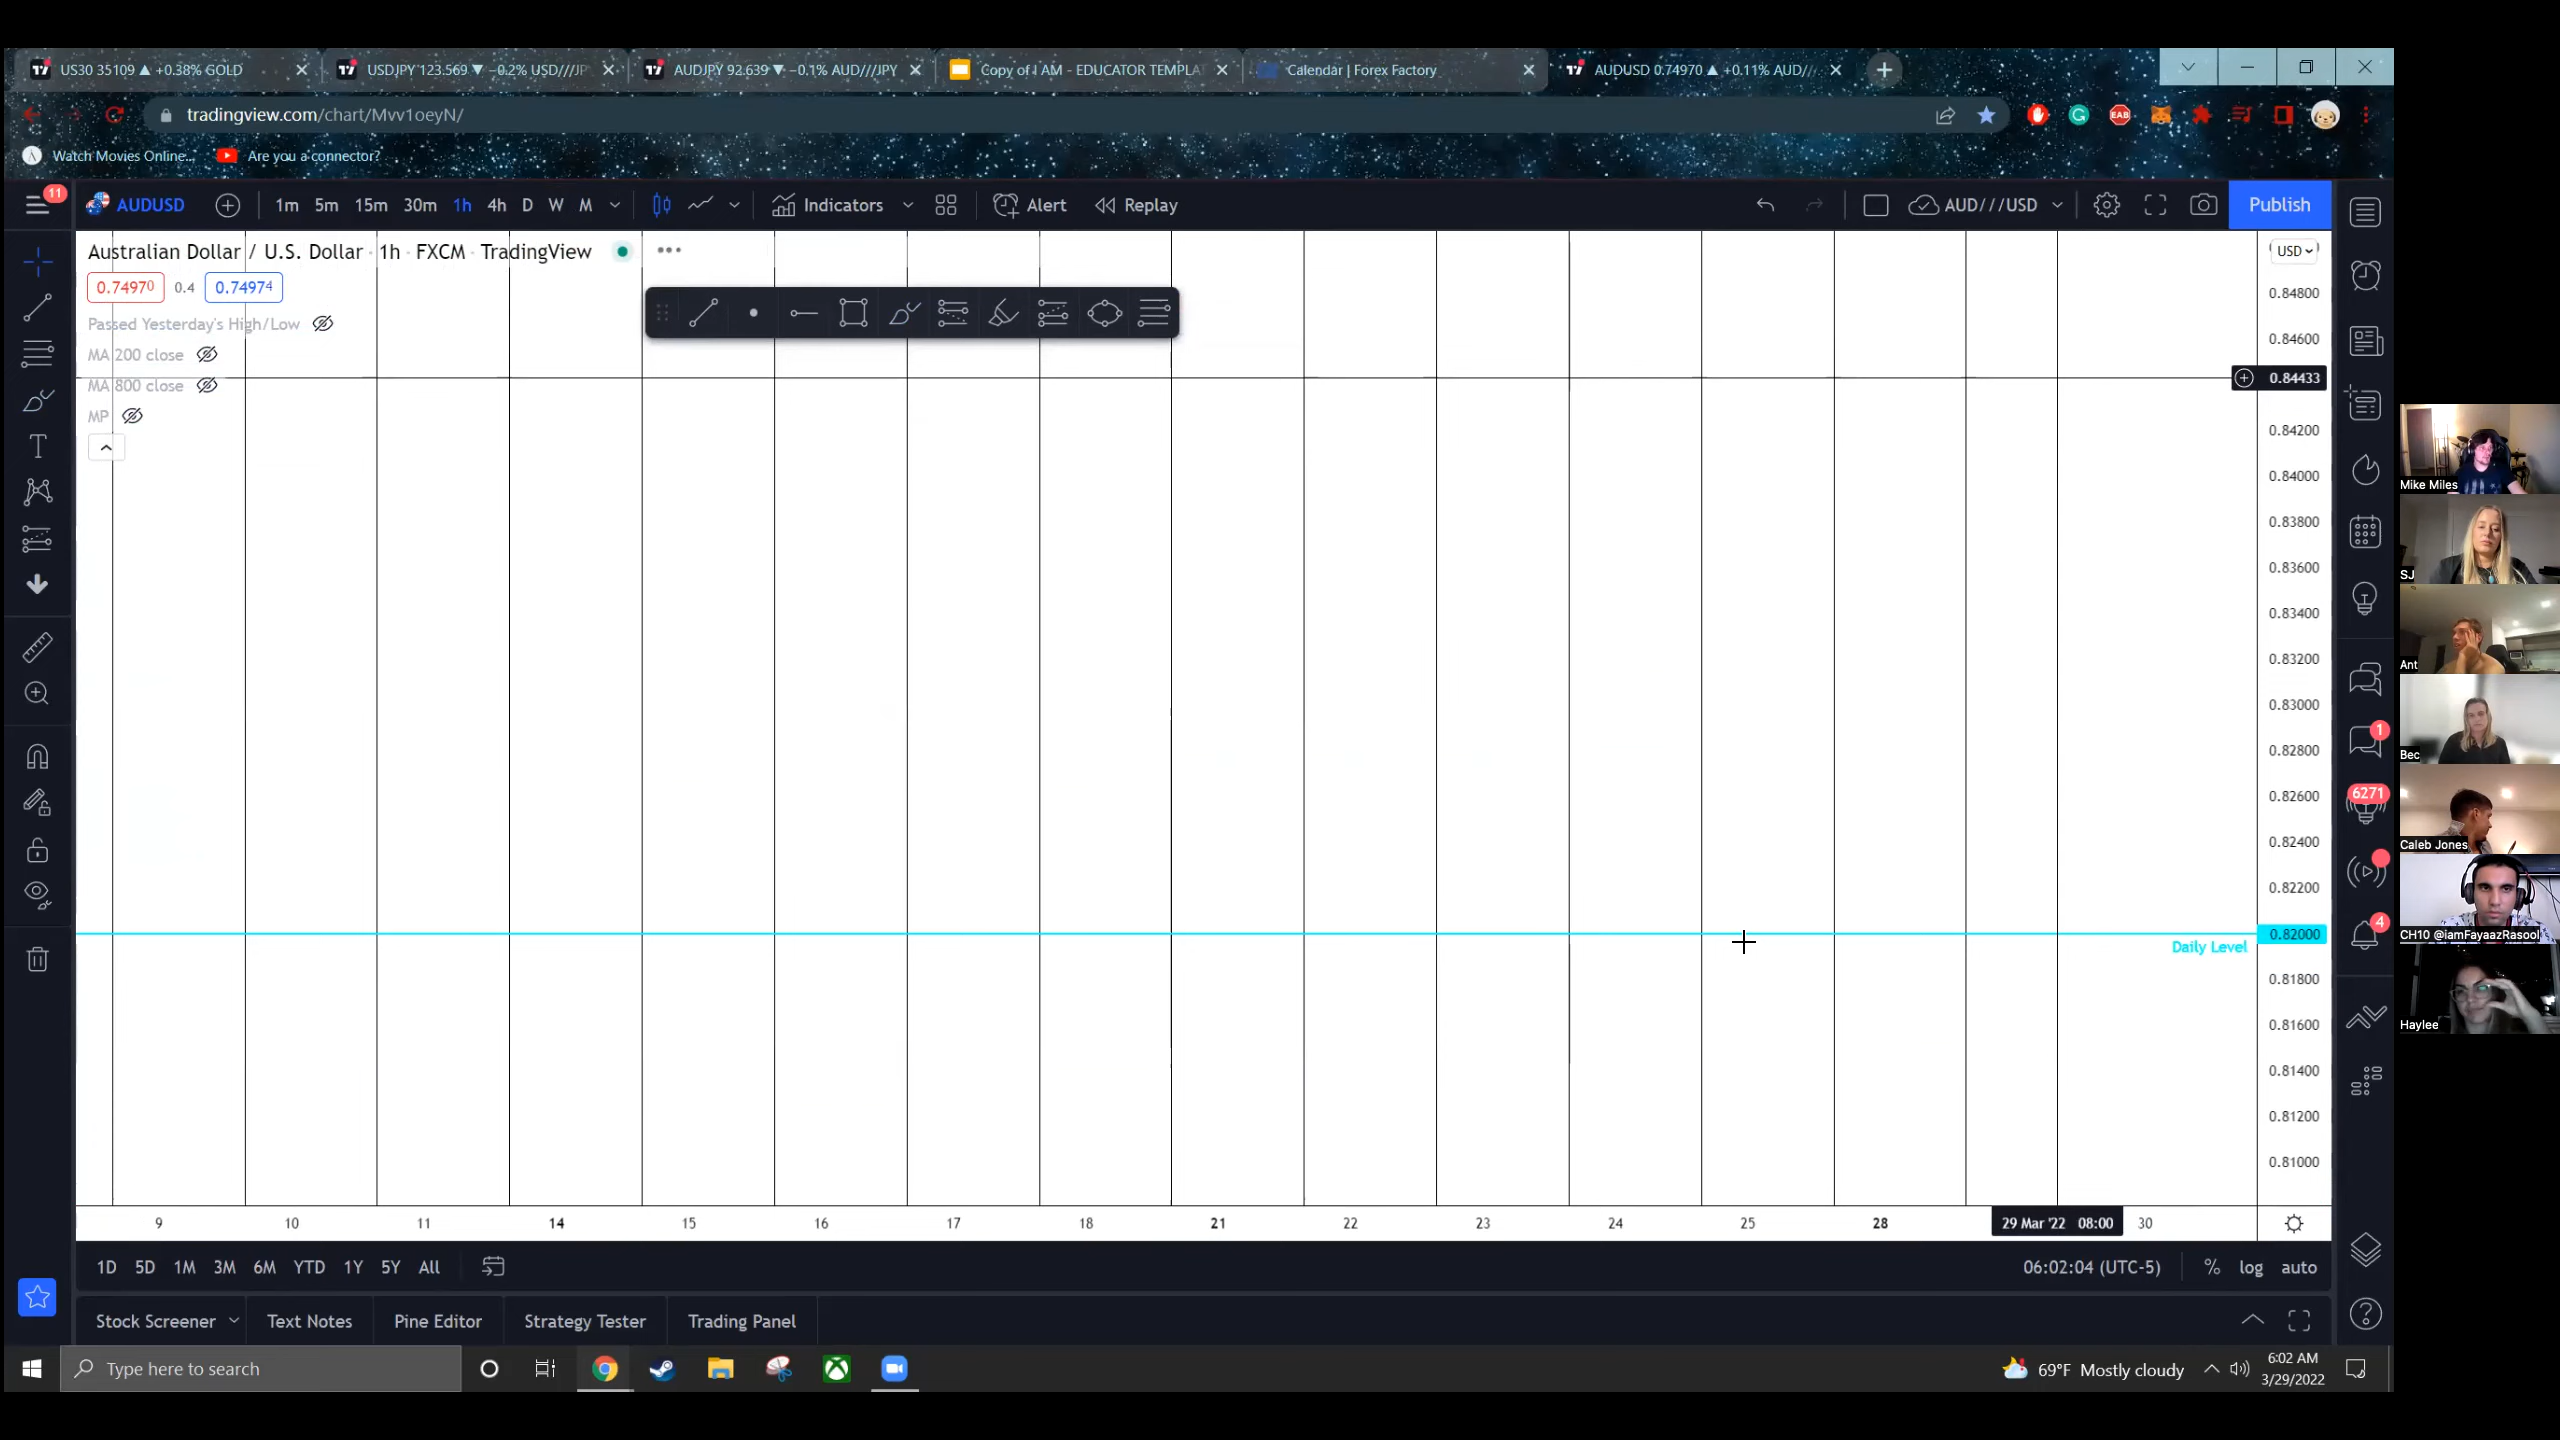 US30 35109 ▲ +0.38% GOLD
USDJPY 123.569 ▼ −0.2% USD///JP
AUDJPY 92.639 ▼ −0.1% AUD///JPY
Copy of I AM - EDUCATOR TEMPLA
Calendar | Forex Factory
AUDUSD 0.74970 ▲ +0.11% AUD//
tradingview.com/chart/Mvv1oeyN/
EAB
Watch Movies Online...
Are you a connector?
11
AUDUSD
1m 5m 15m 30m 1h 4h D W M
Indicators
Alert
Replay
AUD///USD
Publish
Australian Dollar / U.S. Dollar · 1h · FXCM · TradingView
USD
0.74970 0.4 0.74974
Passed Yesterday's High/Low
MA 200 close
MA 800 close
MP
0.84800
0.84600
0.84433
0.84200
0.84000
0.83800
0.83600
0.83400
0.83200
0.83000
0.82800
0.82600
0.82400
0.82200
0.82000
Daily Level
0.81800
0.81600
0.81400
0.81200
0.81000
9 10 11 14 15 16 17 18 21 22 23 24 25 28 29 Mar '22 08:00 30
1D 5D 1M 3M 6M YTD 1Y 5Y All
06:02:04 (UTC-5)
% log auto
Stock Screener
Text Notes
Pine Editor
Strategy Tester
Trading Panel
1
6271
4
Type here to search
69°F Mostly cloudy
6:02 AM
3/29/2022
Mike Miles
SJ
Ant
Bec
Caleb Jones
CH10 @iamFayaazRasool
Haylee